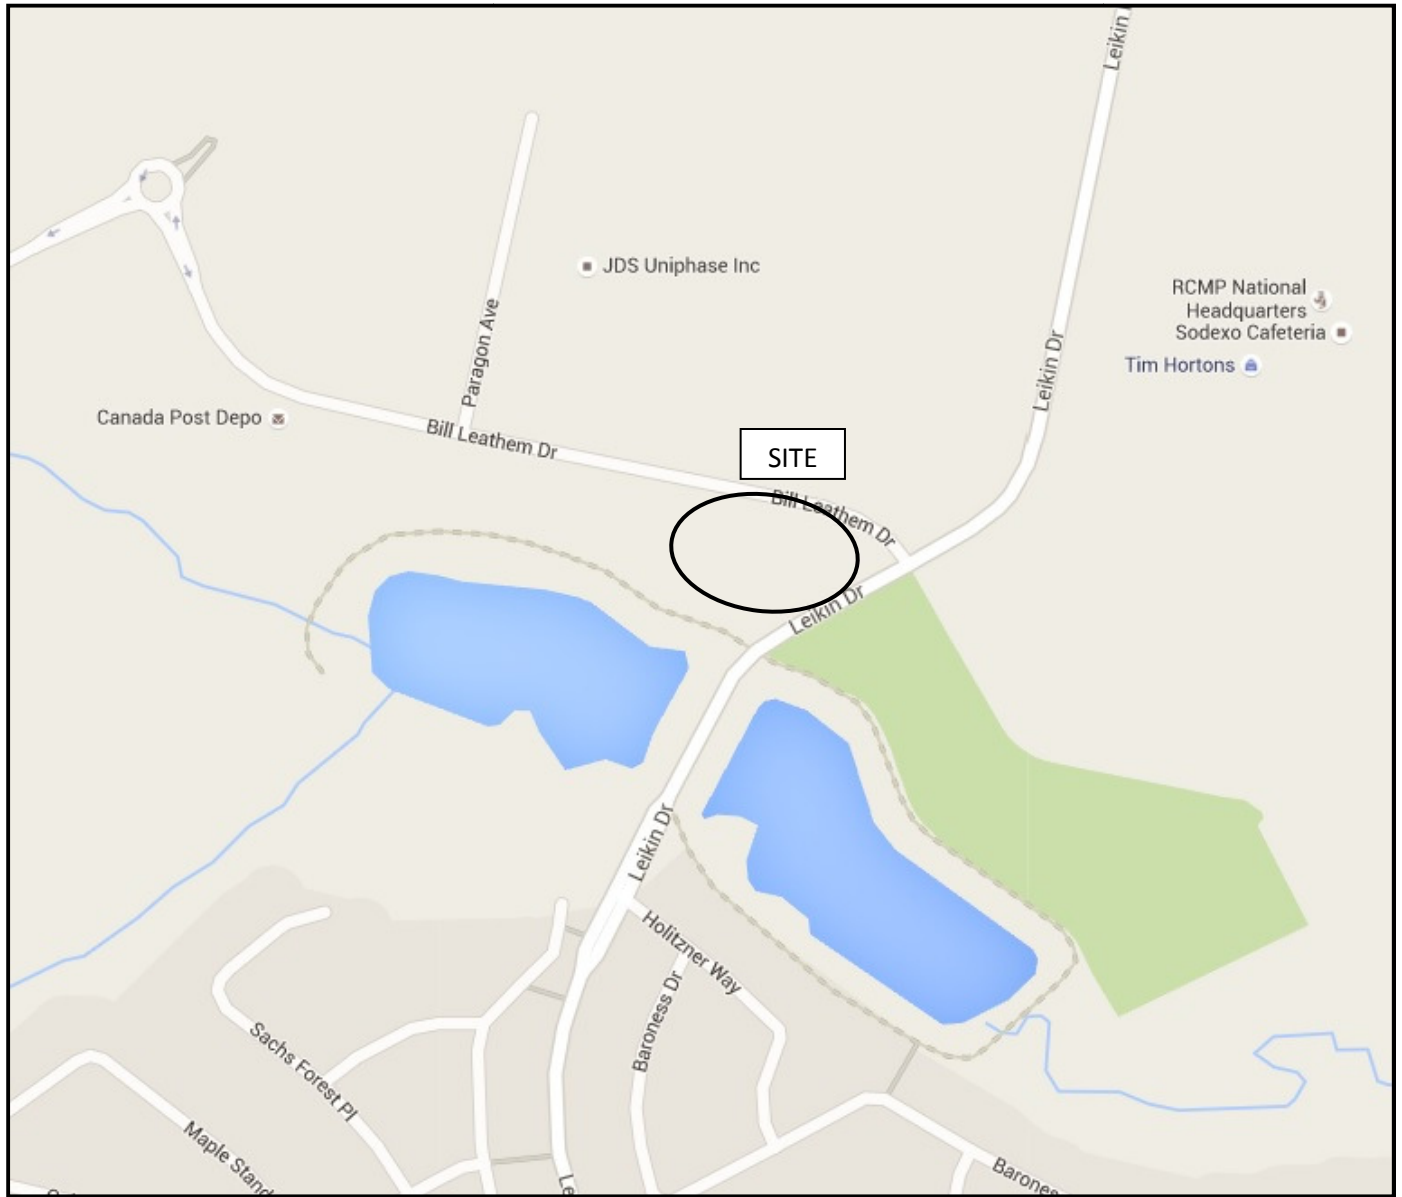 Leikin
JDS Uniphase Inc
RCMP National
Headquarters
Sodexo Cafeteria
Tim Hortons
Paragon Ave
Leikin Dr
Canada Post Depo
Bill Leathem Dr
SITE
Bill Leathem Dr
Leikin Dr
Leikin Dr
Holitzner Way
Baroness Dr
Sachs Forest Pl
Maple Stand
Barones
Le